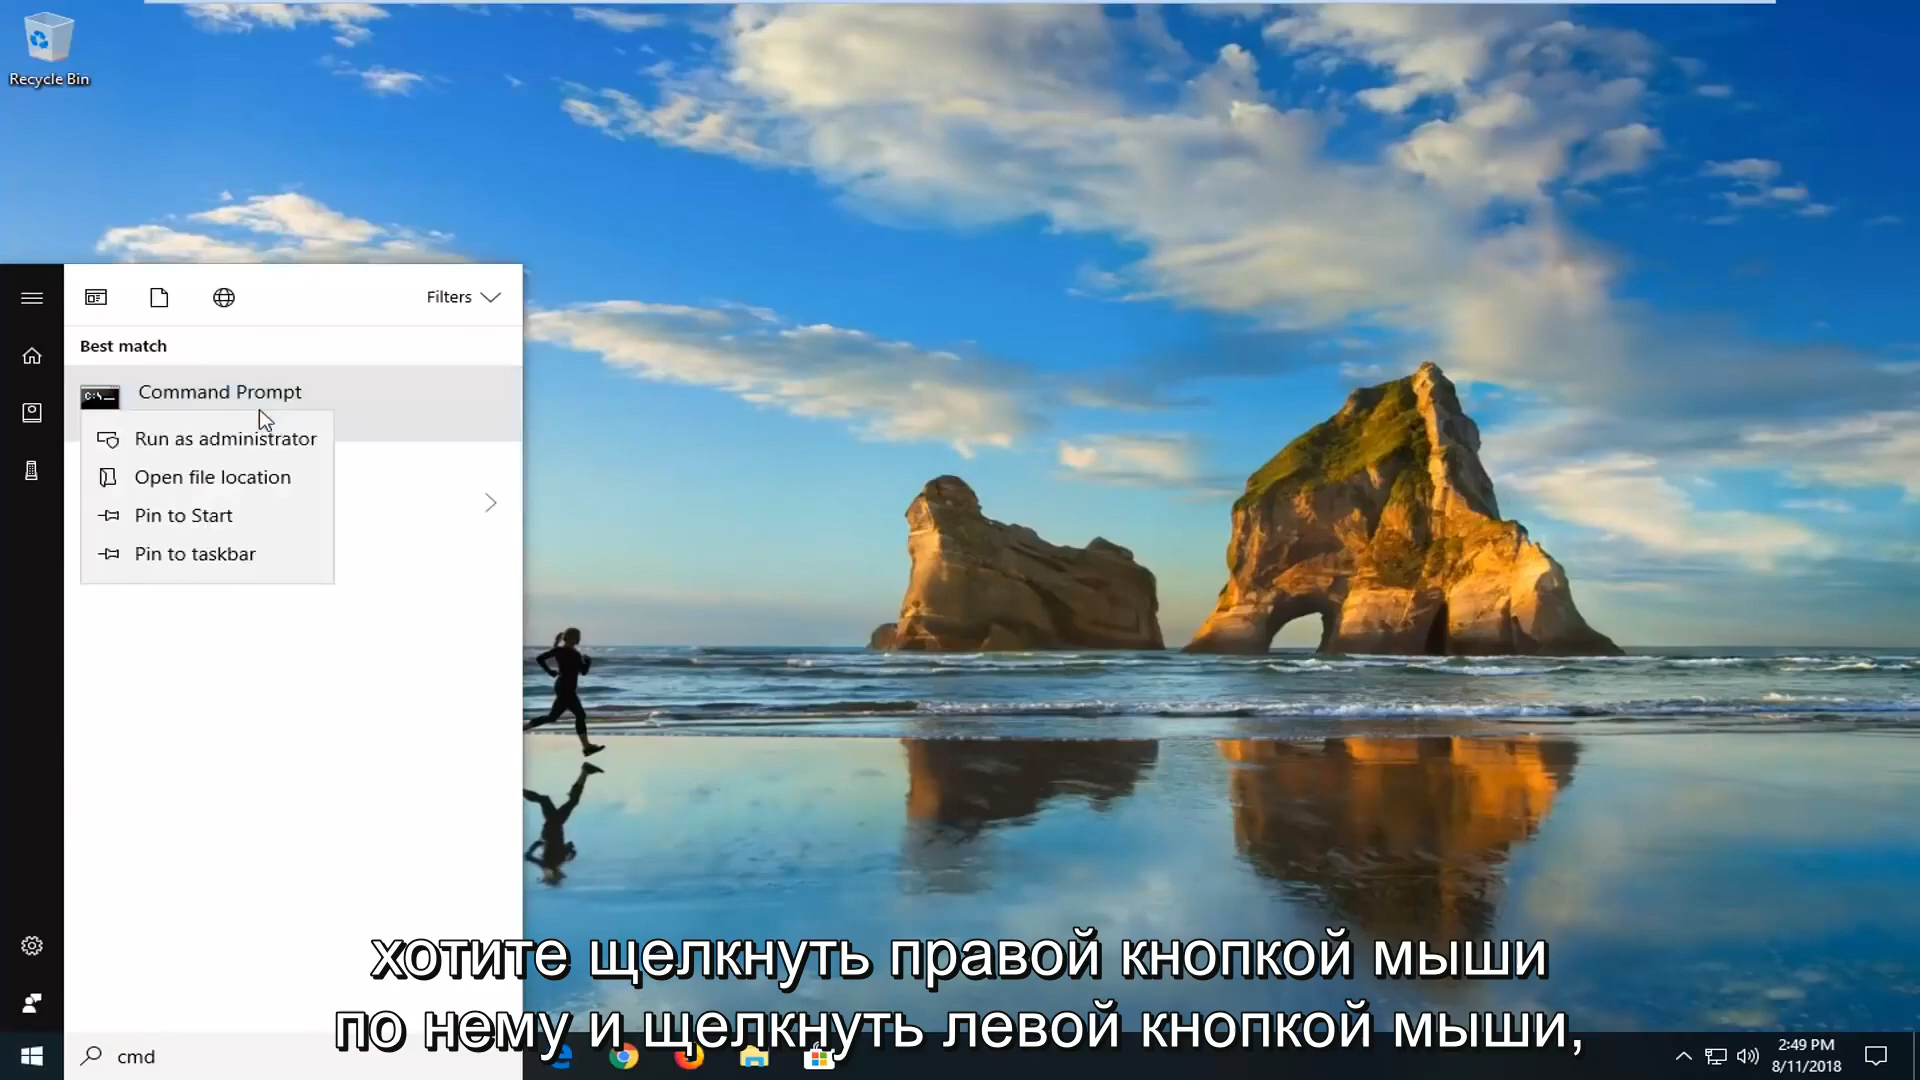 Recycle Bin
Filters
Best match
Command Prompt
Run as administrator
Open file location
Pin to Start
Pin to taskbar
хотите щелкнуть правой кнопкой мыши
по нему и щелкнуть левой кнопкой мыши,
cmd
2:49 PM
8/11/2018